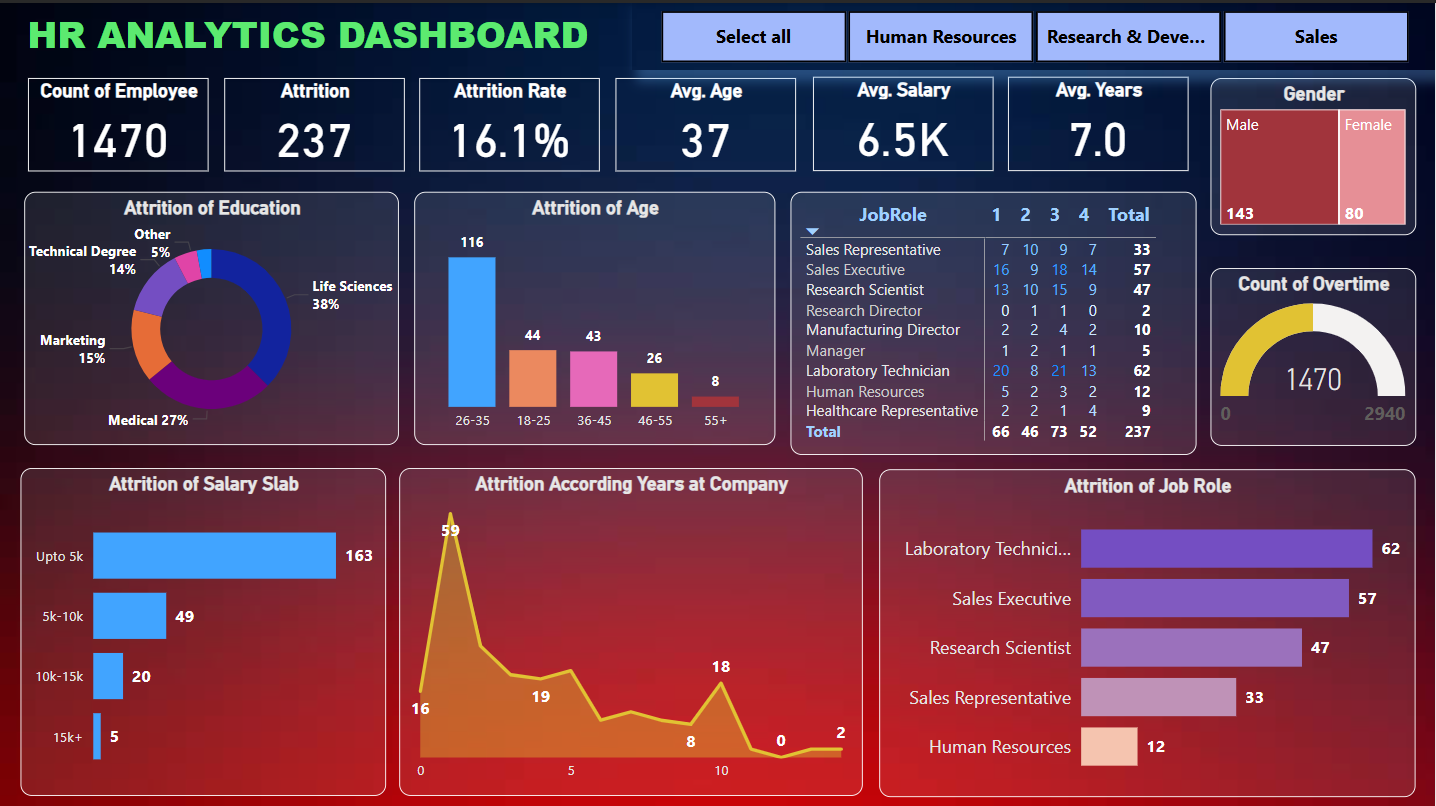 HR ANALYTICS DASHBOARD
Select all
Human Resources
Research & Deve...
Sales
Count of Employee
1470
Attrition
237
Attrition Rate
16.1%
Avg. Age
37
Avg. Salary
6.5K
Avg. Years
7.0
Gender
Male
Female
143
80
Attrition of Education
Other
5%
Technical Degree
14%
Life Sciences
38%
Marketing
15%
Medical 27%
Attrition of Age
116
44
43
26
8
26-35 18-25 36-45 46-55 55+
JobRole 1 2 3 4 Total
Sales Representative 7 10 9 7 33
Sales Executive 16 9 18 14 57
Research Scientist 13 10 15 9 47
Research Director 0 1 1 0 2
Manufacturing Director 2 2 4 2 10
Manager 1 2 1 1 5
Laboratory Technician 20 8 21 13 62
Human Resources 5 2 3 2 12
Healthcare Representative 2 2 1 4 9
Total 66 46 73 52 237
Count of Overtime
1470
0 2940
Attrition of Salary Slab
Upto 5k 163
5k-10k 49
10k-15k 20
15k+ 5
Attrition According Years at Company
59
16
19
18
8
0
2
0 5 10
Attrition of Job Role
Laboratory Technici... 62
Sales Executive 57
Research Scientist 47
Sales Representative 33
Human Resources 12